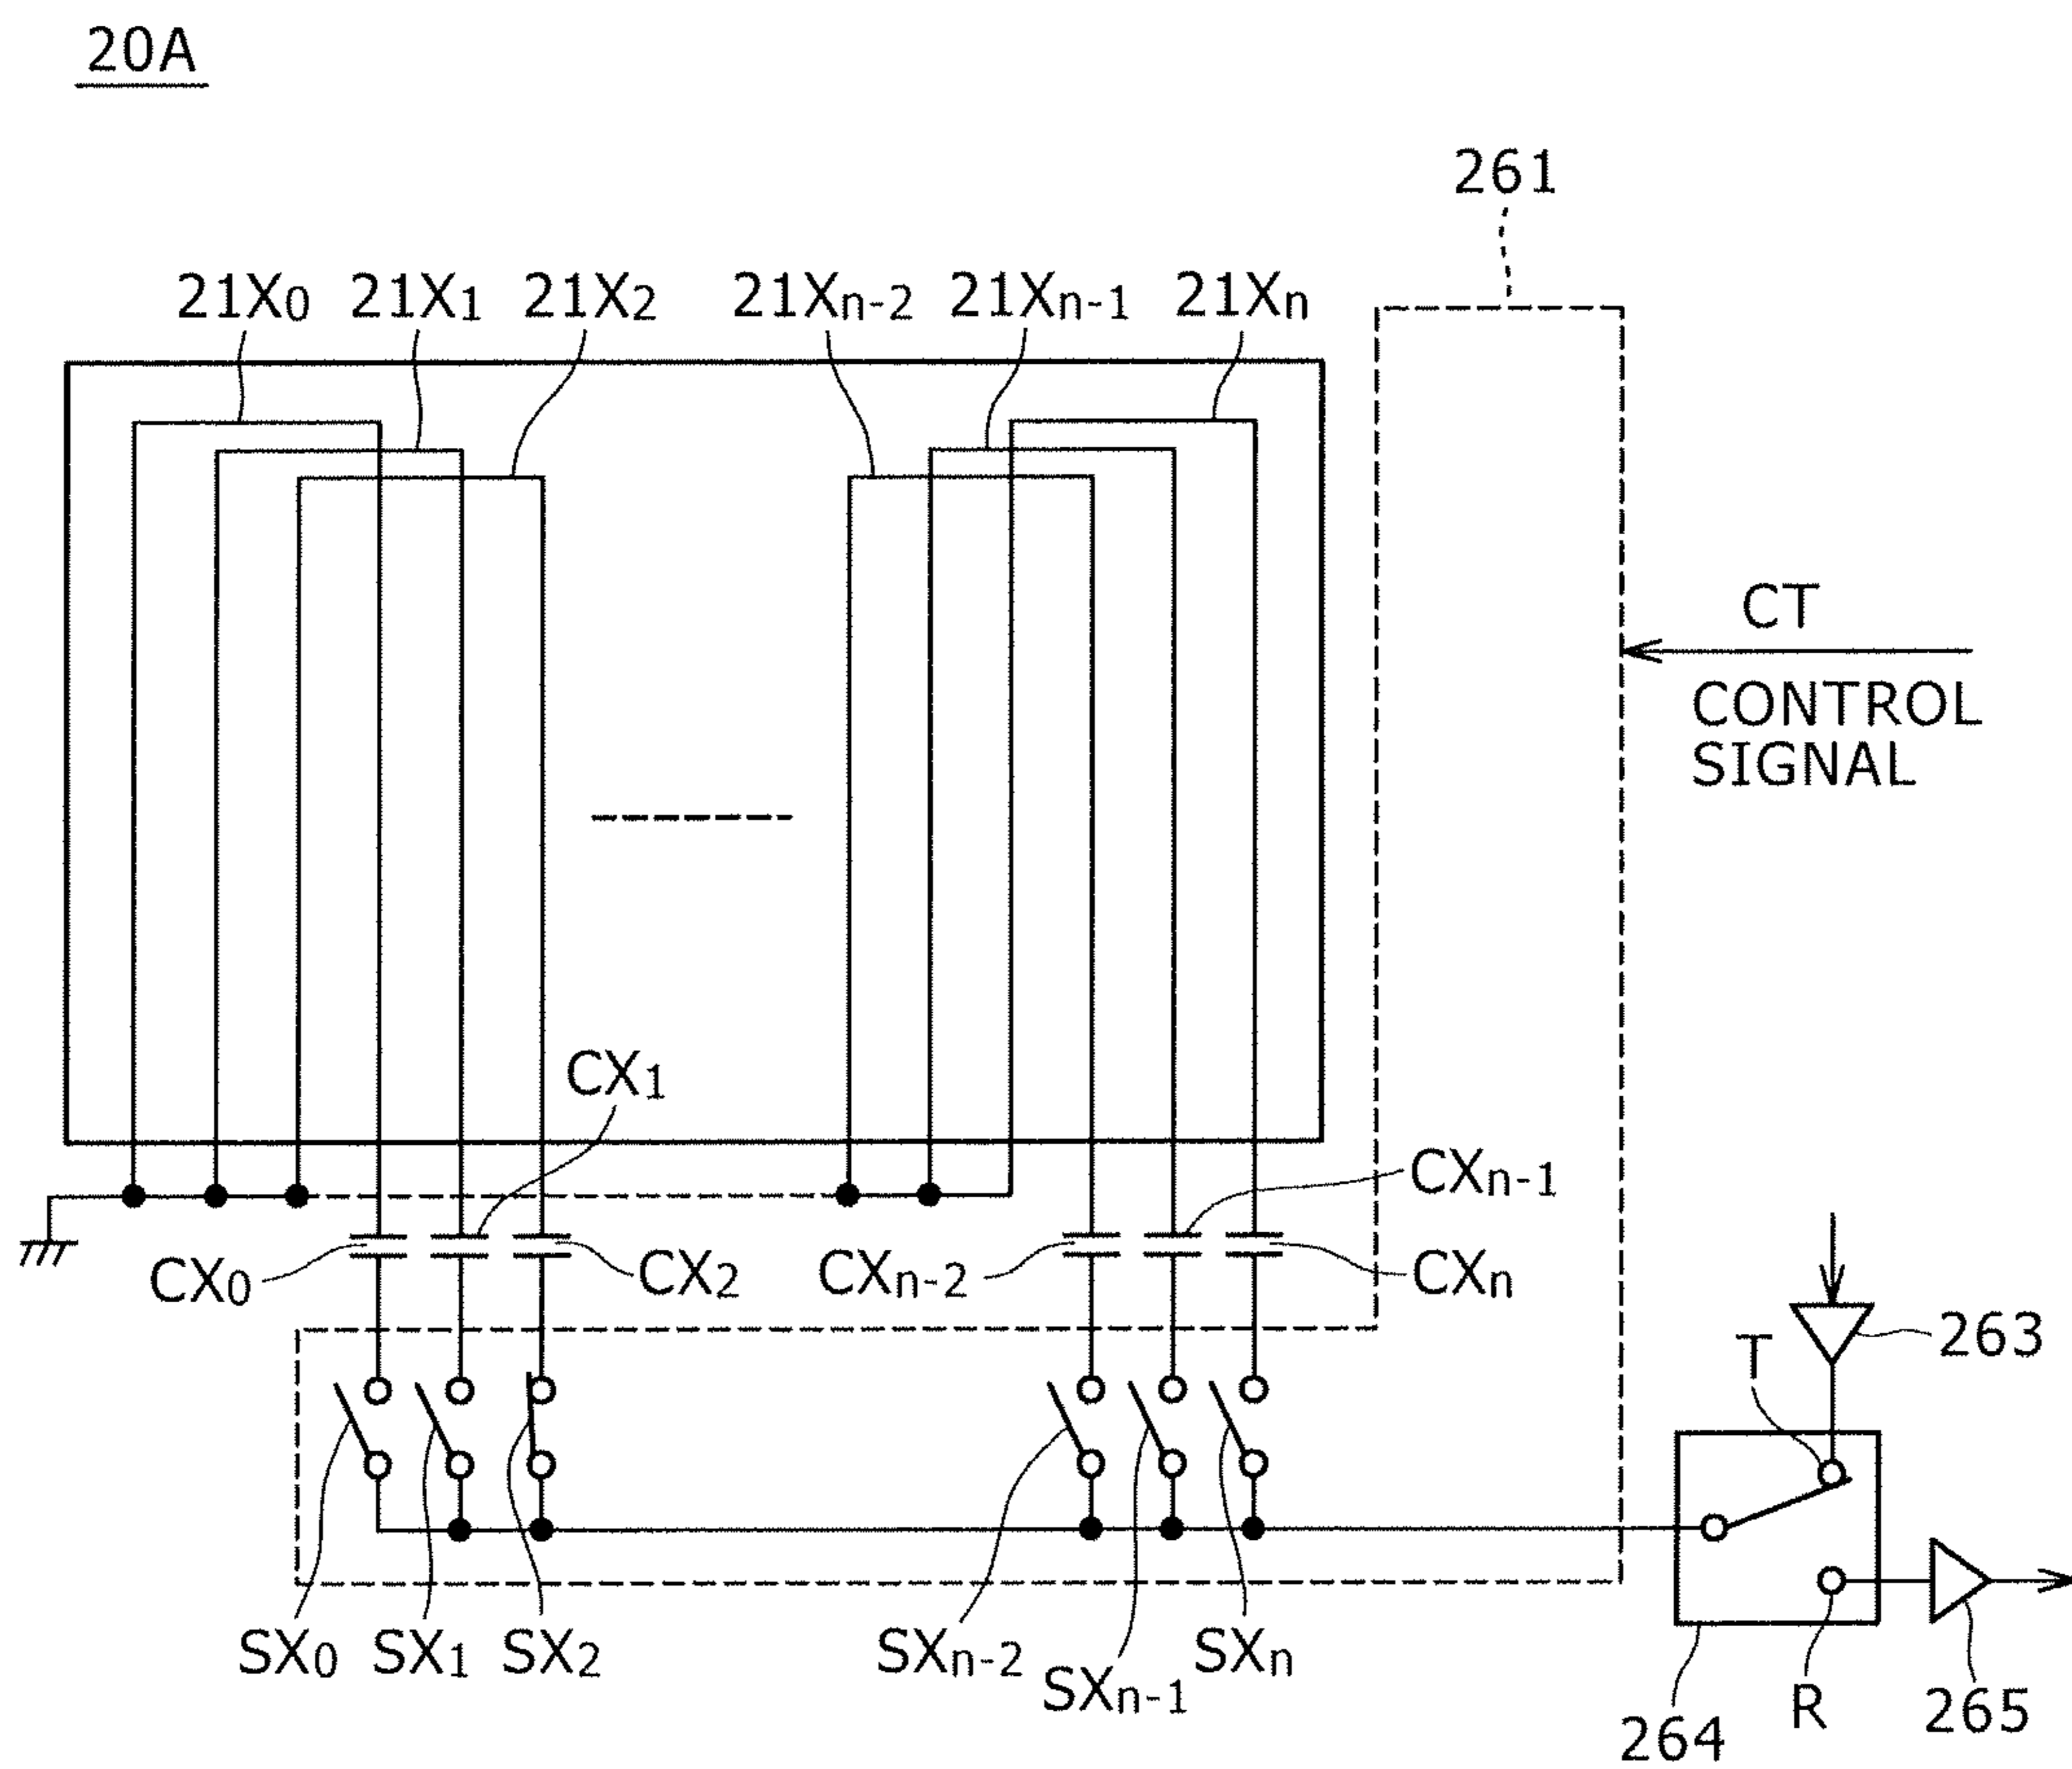 20A
261
21X0 21X1 21X2 21Xn-2 21Xn-1 21Xn
CT
CONTROL
SIGNAL
CX1
CXn-1
CX0 CX2 CXn-2 CXn
T
263
SX0 SX1 SX2 SXn-2 SXn-1 SXn
264
R
265